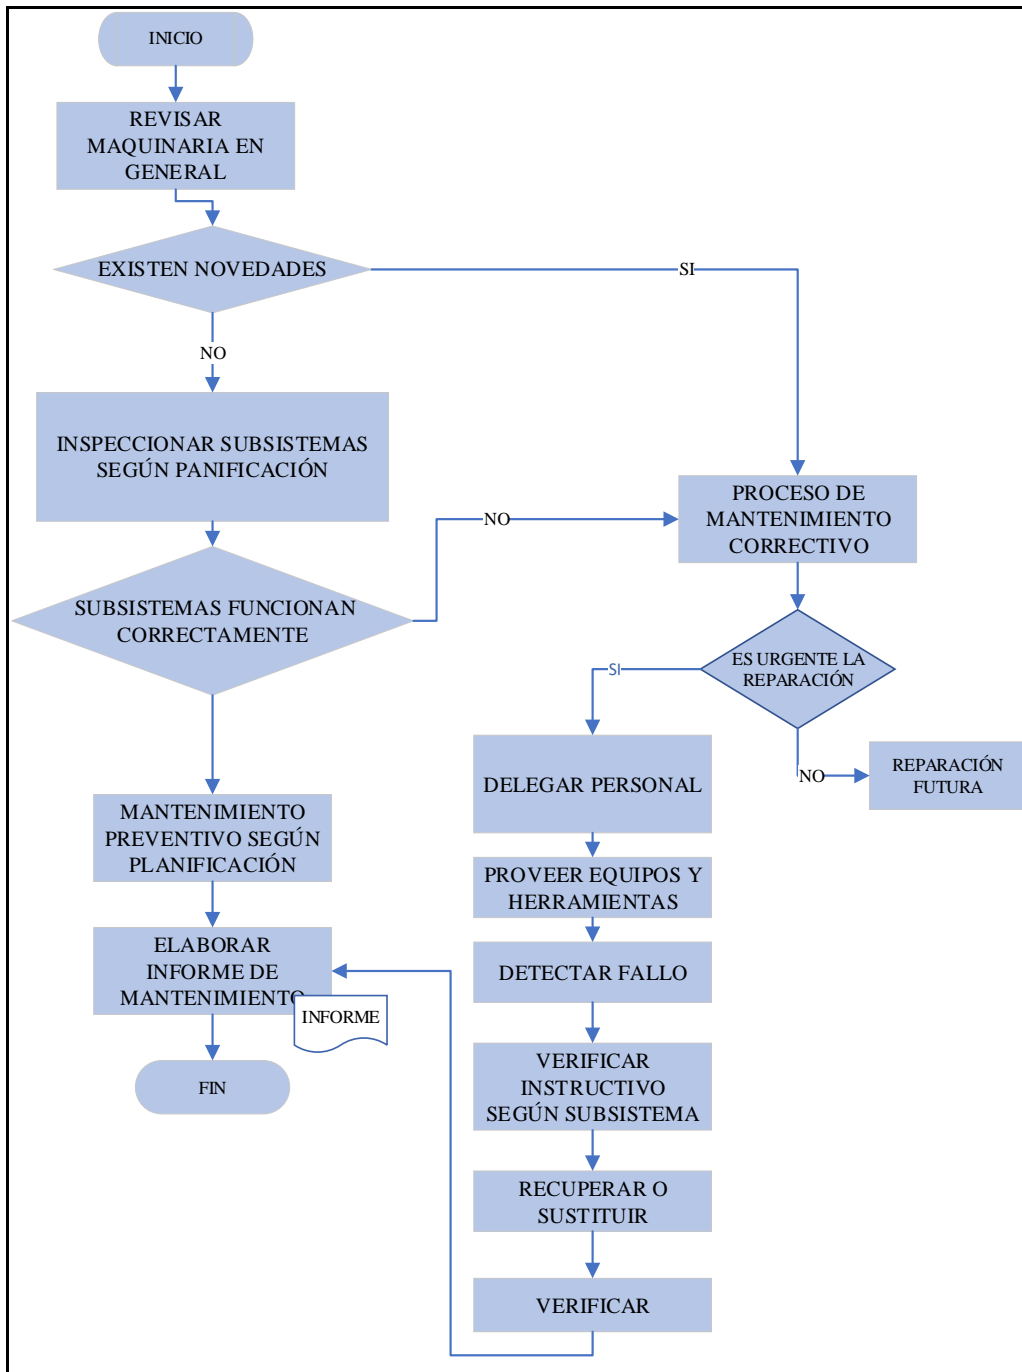 INICIO
REVISAR
MAQUINARIA EN
GENERAL
EXISTEN NOVEDADES
SI
NO
INSPECCIONAR SUBSISTEMAS
SEGÚN PANIFICACIÓN
PROCESO DE
MANTENIMIENTO
CORRECTIVO
NO
SUBSISTEMAS FUNCIONAN
CORRECTAMENTE
ES URGENTE LA
REPARACIÓN
SI
NO
REPARACIÓN
FUTURA
DELEGAR PERSONAL
MANTENIMIENTO
PREVENTIVO SEGÚN
PLANIFICACIÓN
PROVEER EQUIPOS Y
HERRAMIENTAS
ELABORAR
INFORME DE
MANTENIMIENTO
INFORME
DETECTAR FALLO
FIN
VERIFICAR
INSTRUCTIVO
SEGÚN SUBSISTEMA
RECUPERAR O
SUSTITUIR
VERIFICAR